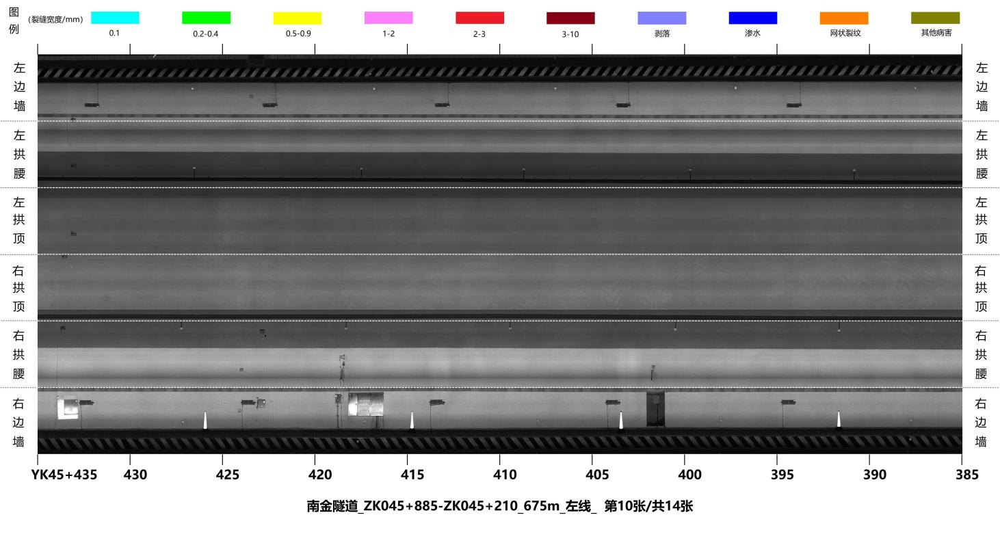 图例 (裂缝宽度/mm) 0.1 0.2-0.4 0.5-0.9 1-2 2-3 3-10 剥落 渗水 网状裂纹 其他病害
左边墙 左边墙
左拱腰 左拱腰
左拱顶 左拱顶
右拱顶 右拱顶
右拱腰 右拱腰
右边墙 右边墙
YK45+435 430 425 420 415 410 405 400 395 390 385
南金隧道_ZK045+885-ZK045+210_675m_左线_ 第10张/共14张